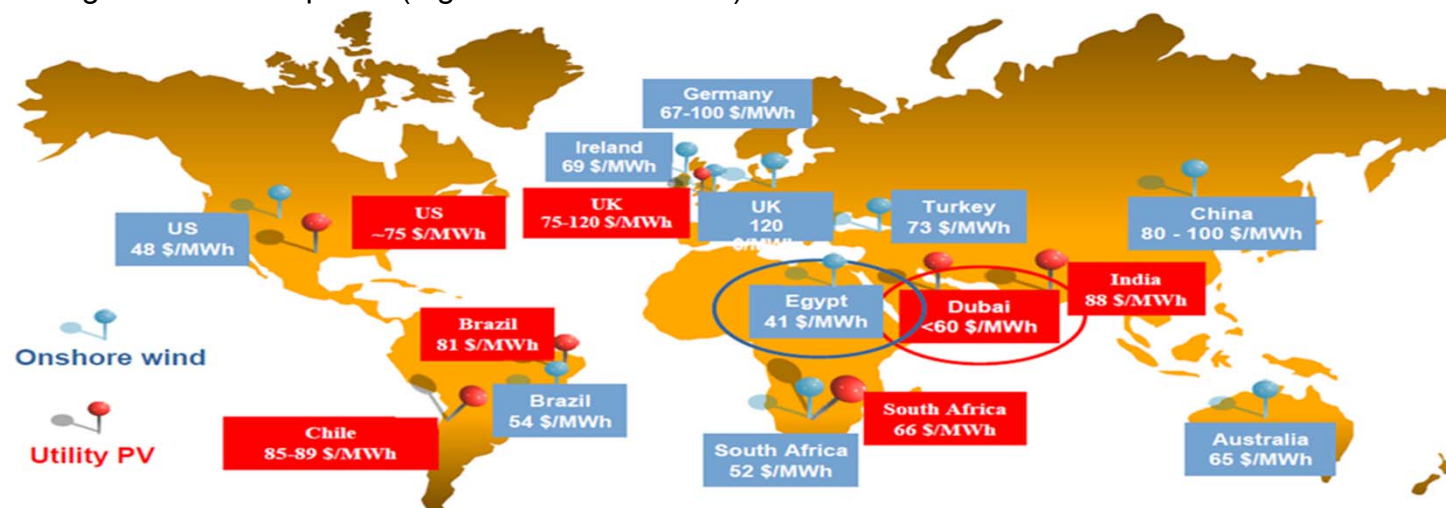 Germany
67-100 $/MWh
Ireland
69 $/MWh
US
48 $/MWh
US
~75 $/MWh
UK
75-120 $/MWh
UK
120
$/MWh
Turkey
73 $/MWh
China
80 - 100 $/MWh
Egypt
41 $/MWh
Dubai
<60 $/MWh
India
88 $/MWh
Onshore wind
Brazil
81 $/MWh
Brazil
54 $/MWh
Utility PV
Chile
85-89 $/MWh
South Africa
66 $/MWh
South Africa
52 $/MWh
Australia
65 $/MWh